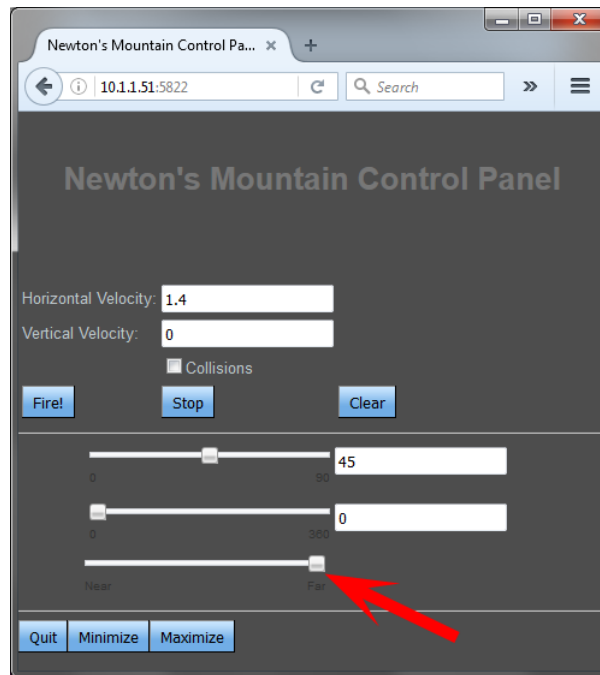 Newton's Mountain Control Pa... × +
10.1.1.51:5822 Search »
Newton's Mountain Control Panel
Horizontal Velocity: 1.4
Vertical Velocity: 0
Collisions
Fire! Stop Clear
45
0 90
0
0 360
Near Far
Quit Minimize Maximize